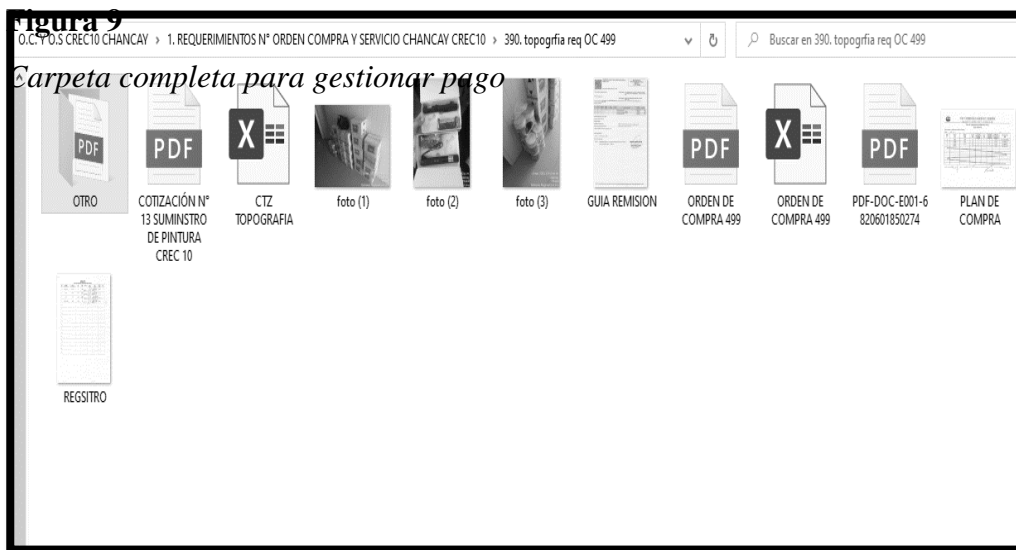 Figura 9
O.C. Y O.S CREC10 CHANCAY > 1. REQUERIMIENTOS N° ORDEN COMPRA Y SERVICIO CHANCAY CREC10 > 390. topogrfia req OC 499
Buscar en 390. topogrfia req OC 499
Carpeta completa para gestionar pago
PDF
PDF
X
PDF
X
PDF
OTRO
COTIZACIÓN N°
13 SUMINSTRO
DE PINTURA
CREC 10
CTZ
TOPOGRAFIA
foto (1)
foto (2)
foto (3)
GUIA REMISION
ORDEN DE
COMPRA 499
ORDEN DE
COMPRA 499
PDF-DOC-E001-6
820601850274
PLAN DE
COMPRA
REGSITRO